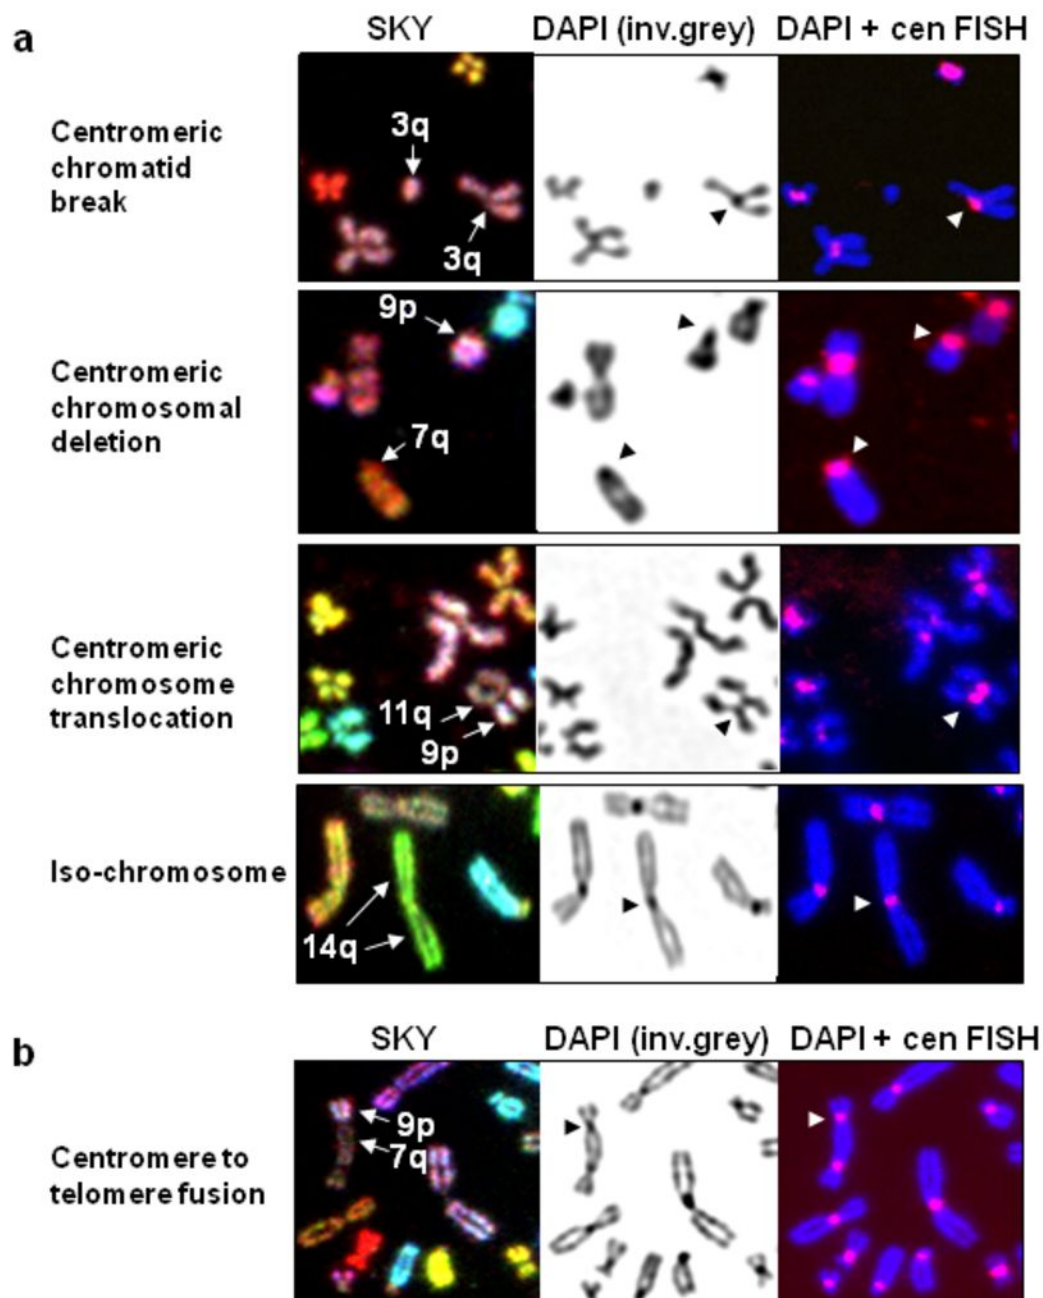 a
SKY DAPI (inv.grey) DAPI + cen FISH
Centromeric
chromatid
break
3q
3q
Centromeric
chromosomal
deletion
9p
7q
Centromeric
chromosome
translocation
11q
9p
Iso-chromosome
14q
b
SKY DAPI (inv.grey) DAPI + cen FISH
Centromere to
telomere fusion
9p
7q